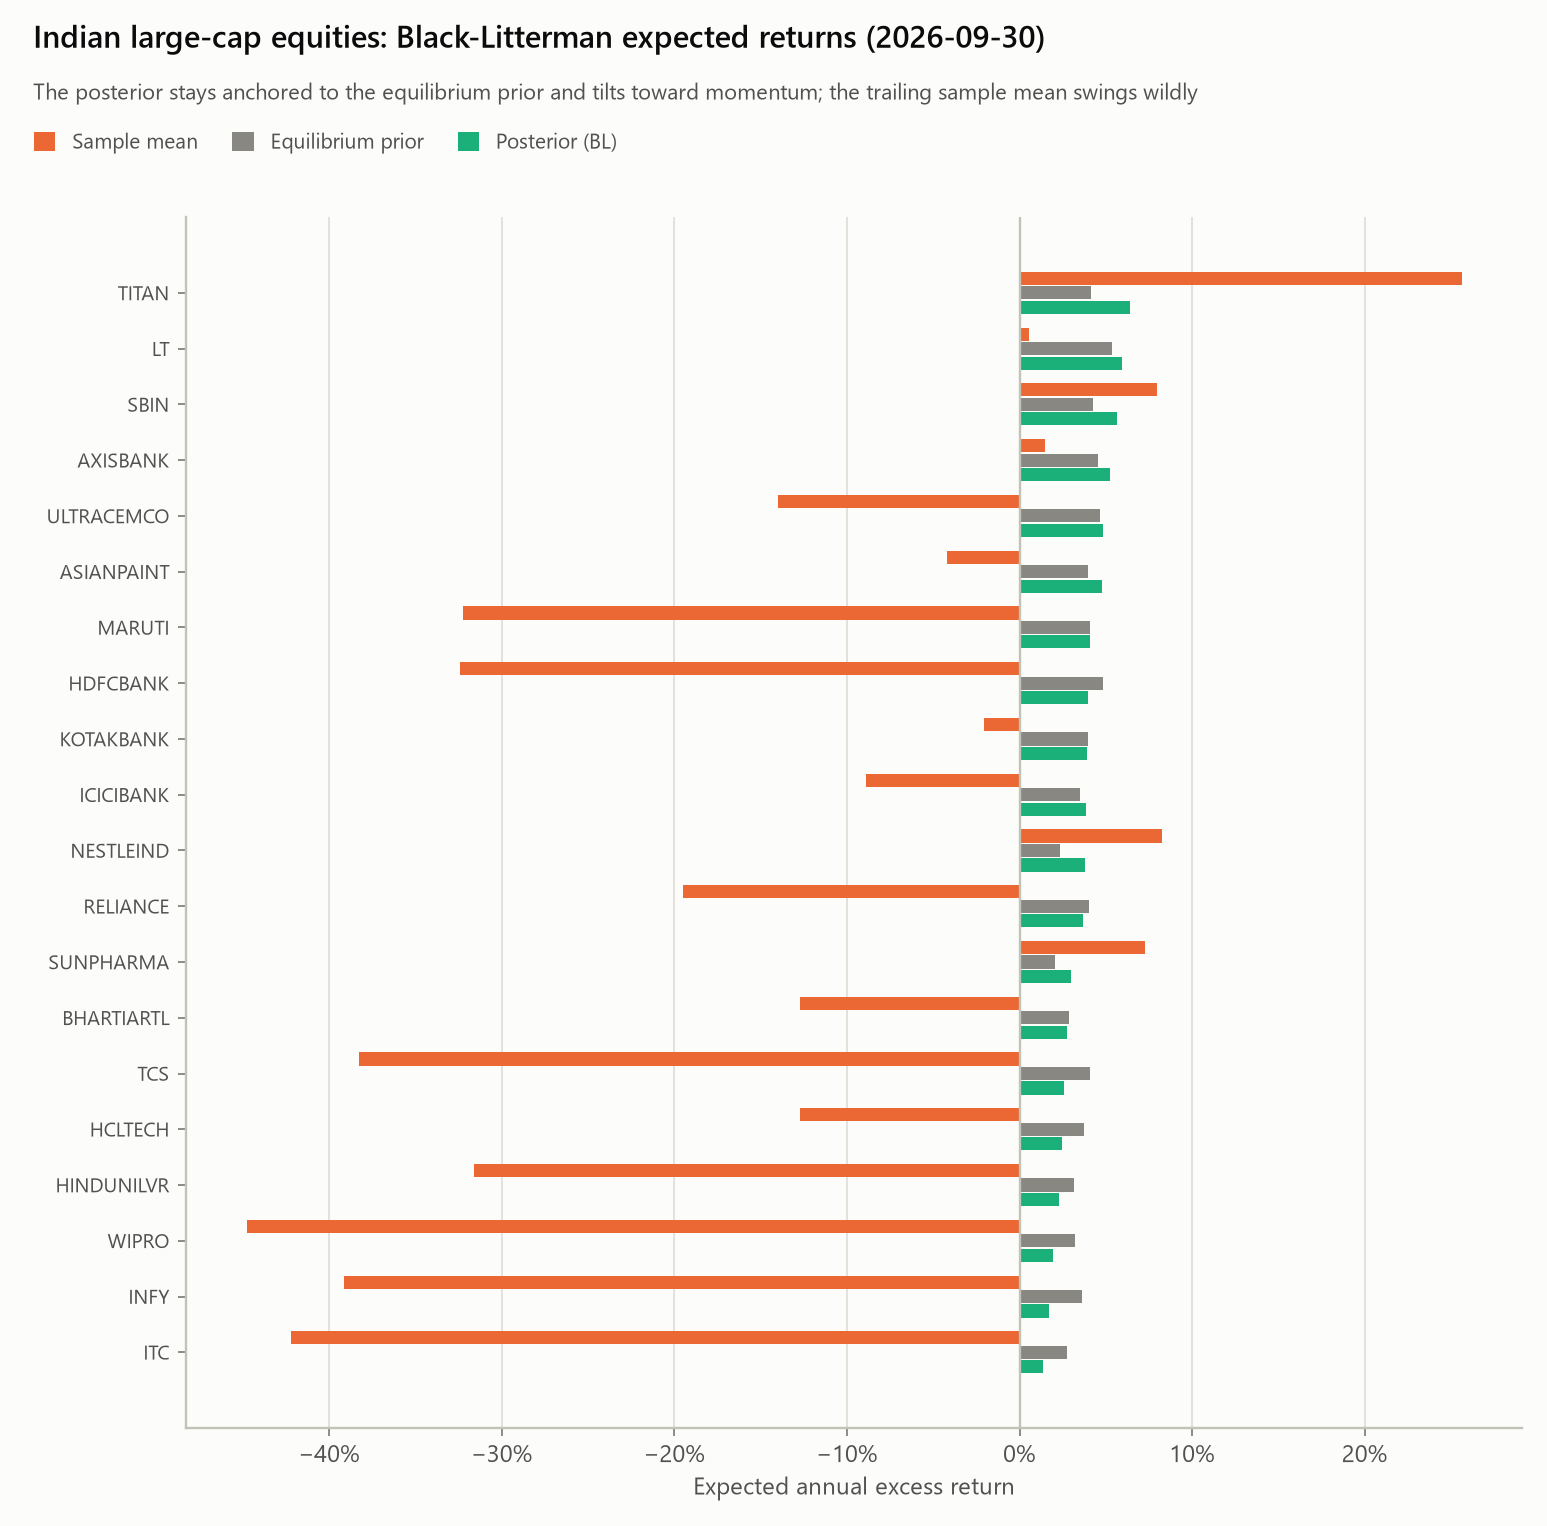 Indian large-cap equities: Black-Litterman expected returns (2026-09-30)
The posterior stays anchored to the equilibrium prior and tilts toward momentum; the trailing sample mean swings wildly
Sample mean Equilibrium prior Posterior (BL)
TITAN
LT
SBIN
AXISBANK
ULTRACEMCO
ASIANPAINT
MARUTI
HDFCBANK
KOTAKBANK
ICICIBANK
NESTLEIND
RELIANCE
SUNPHARMA
BHARTIARTL
TCS
HCLTECH
HINDUNILVR
WIPRO
INFY
ITC
−40% −30% −20% −10% 0% 10% 20%
Expected annual excess return